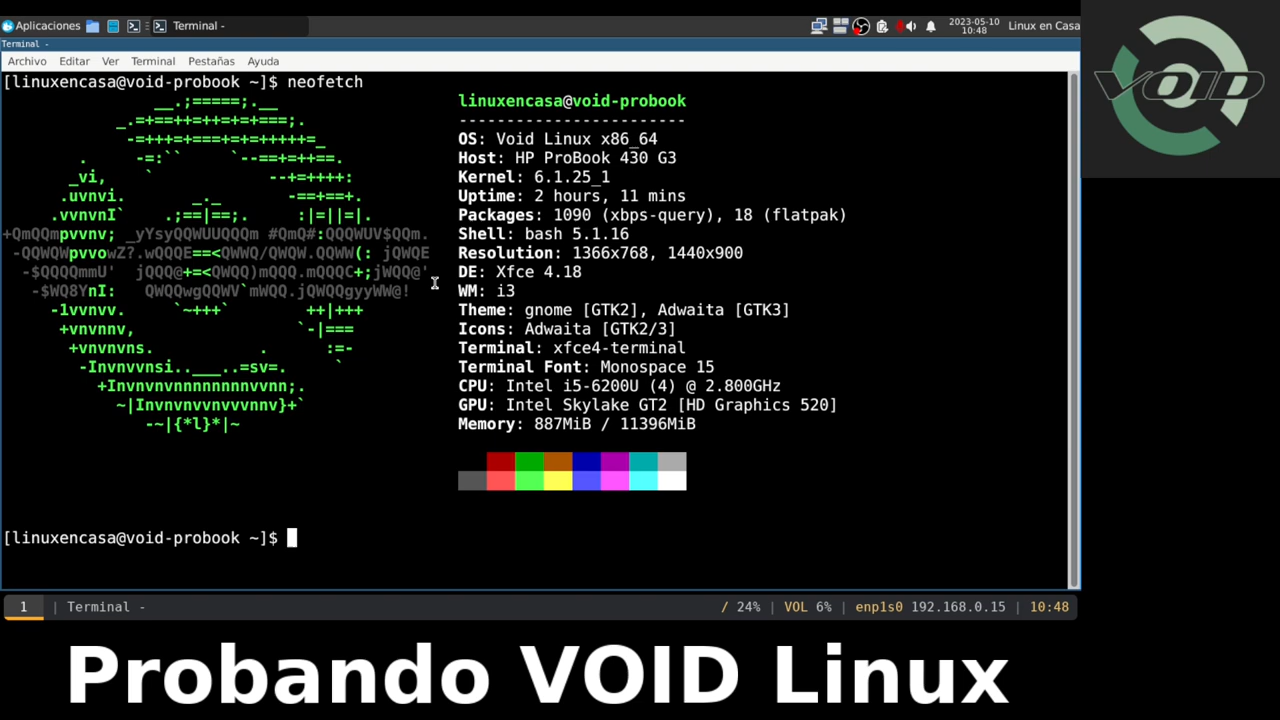 Aplicaciones Terminal - 2023-05-10 10:48 Linux en Casa
Terminal -
Archivo Editar Ver Terminal Pestañas Ayuda
[linuxencasa@void-probook ~]$ neofetch
linuxencasa@void-probook
------------------------
OS: Void Linux x86_64
Host: HP ProBook 430 G3
Kernel: 6.1.25_1
Uptime: 2 hours, 11 mins
Packages: 1090 (xbps-query), 18 (flatpak)
Shell: bash 5.1.16
Resolution: 1366x768, 1440x900
DE: Xfce 4.18
WM: i3
Theme: gnome [GTK2], Adwaita [GTK3]
Icons: Adwaita [GTK2/3]
Terminal: xfce4-terminal
Terminal Font: Monospace 15
CPU: Intel i5-6200U (4) @ 2.800GHz
GPU: Intel Skylake GT2 [HD Graphics 520]
Memory: 887MiB / 11396MiB
[linuxencasa@void-probook ~]$
1 | Terminal - / 24% | VOL 6% | enp1s0 192.168.0.15 | 10:48
VOID
Probando VOID Linux